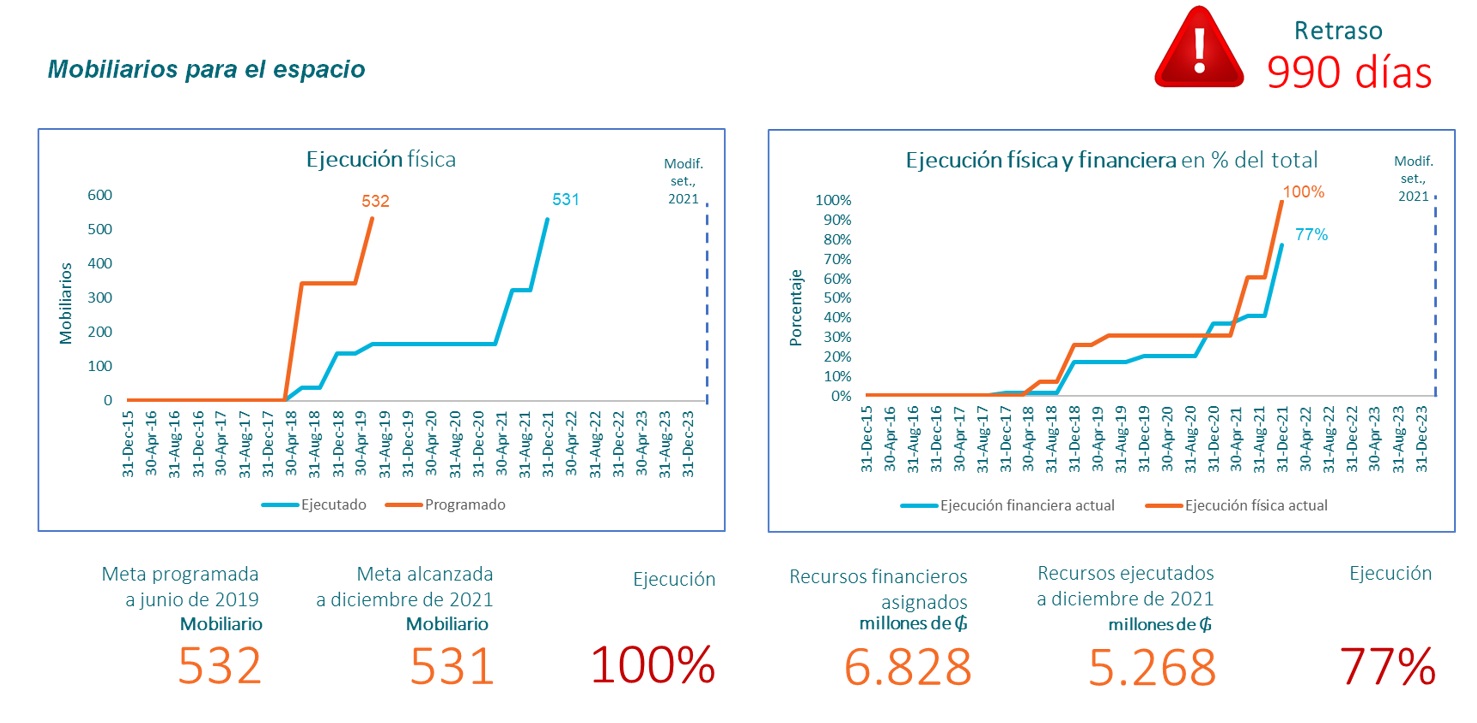 Mobiliarios para el espacio
Retraso
990 días
Ejecución física
Modif.
set.,
2021
Mobiliarios
600
500
400
300
200
100
0
532
531
31-Dec-15
30-Apr-16
31-Aug-16
31-Dec-16
30-Apr-17
31-Aug-17
31-Dec-17
30-Apr-18
31-Aug-18
31-Dec-18
30-Apr-19
31-Aug-19
31-Dec-19
30-Apr-20
31-Aug-20
31-Dec-20
30-Apr-21
31-Aug-21
31-Dec-21
30-Apr-22
31-Aug-22
31-Dec-22
30-Apr-23
31-Aug-23
31-Dec-23
Ejecutado
Programado
Ejecución física y financiera en % del total
Modif.
set.,
2021
Porcentaje
100%
90%
80%
70%
60%
50%
40%
30%
20%
10%
0%
100%
77%
31-Dec-15
30-Apr-16
31-Aug-16
31-Dec-16
30-Apr-17
31-Aug-17
31-Dec-17
30-Apr-18
31-Aug-18
31-Dec-18
30-Apr-19
31-Aug-19
31-Dec-19
30-Apr-20
31-Aug-20
31-Dec-20
30-Apr-21
31-Aug-21
31-Dec-21
30-Apr-22
31-Aug-22
31-Dec-22
30-Apr-23
31-Aug-23
31-Dec-23
Ejecución financiera actual
Ejecución física actual
Meta programada
a junio de 2019
Mobiliario
532
Meta alcanzada
a diciembre de 2021
Mobiliario
531
Ejecución
100%
Recursos financieros
asignados
millones de ₲
6.828
Recursos ejecutados
a diciembre de 2021
millones de ₲
5.268
Ejecución
77%